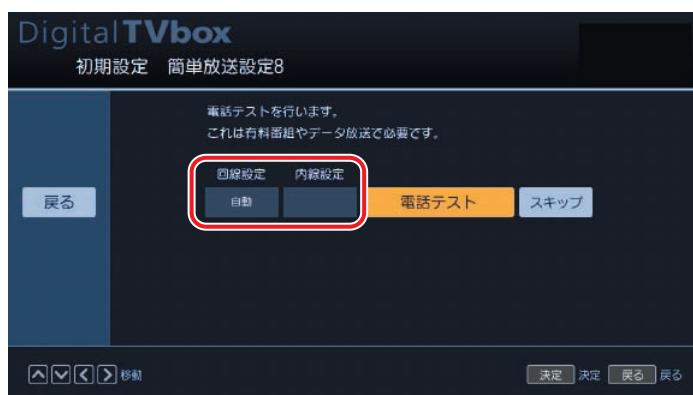 DigitalTVbox
初期設定 簡単放送設定8
電話テストを行います。
これは有料番組やデータ放送で必要です。
回線設定 内線設定
戻る 自動 電話テスト スキップ
移動 決定 決定 戻る 戻る